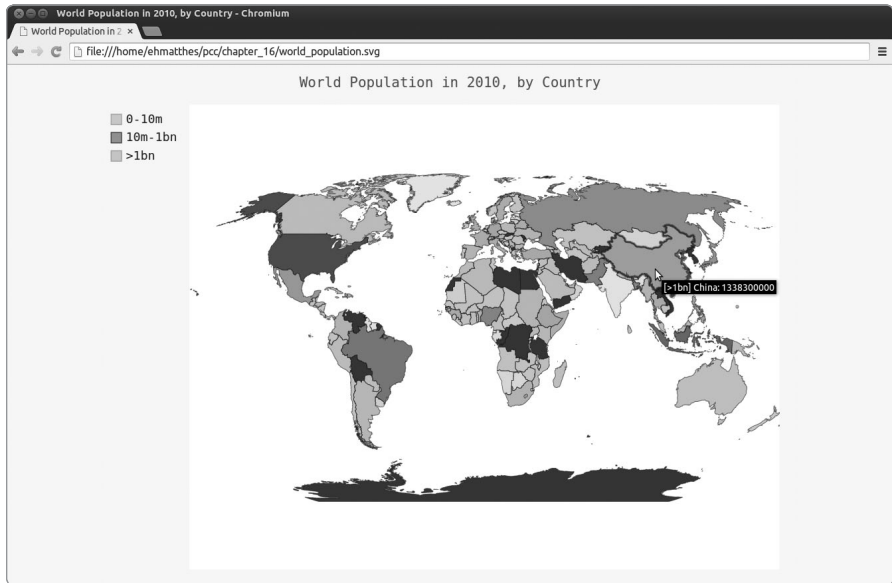 World Population in 2010, by Country - Chromium
World Population in 2
file:///home/ehmatthes/pcc/chapter_16/world_population.svg
World Population in 2010, by Country
0-10m
10m-1bn
>1bn
[>1bn] China: 1338300000